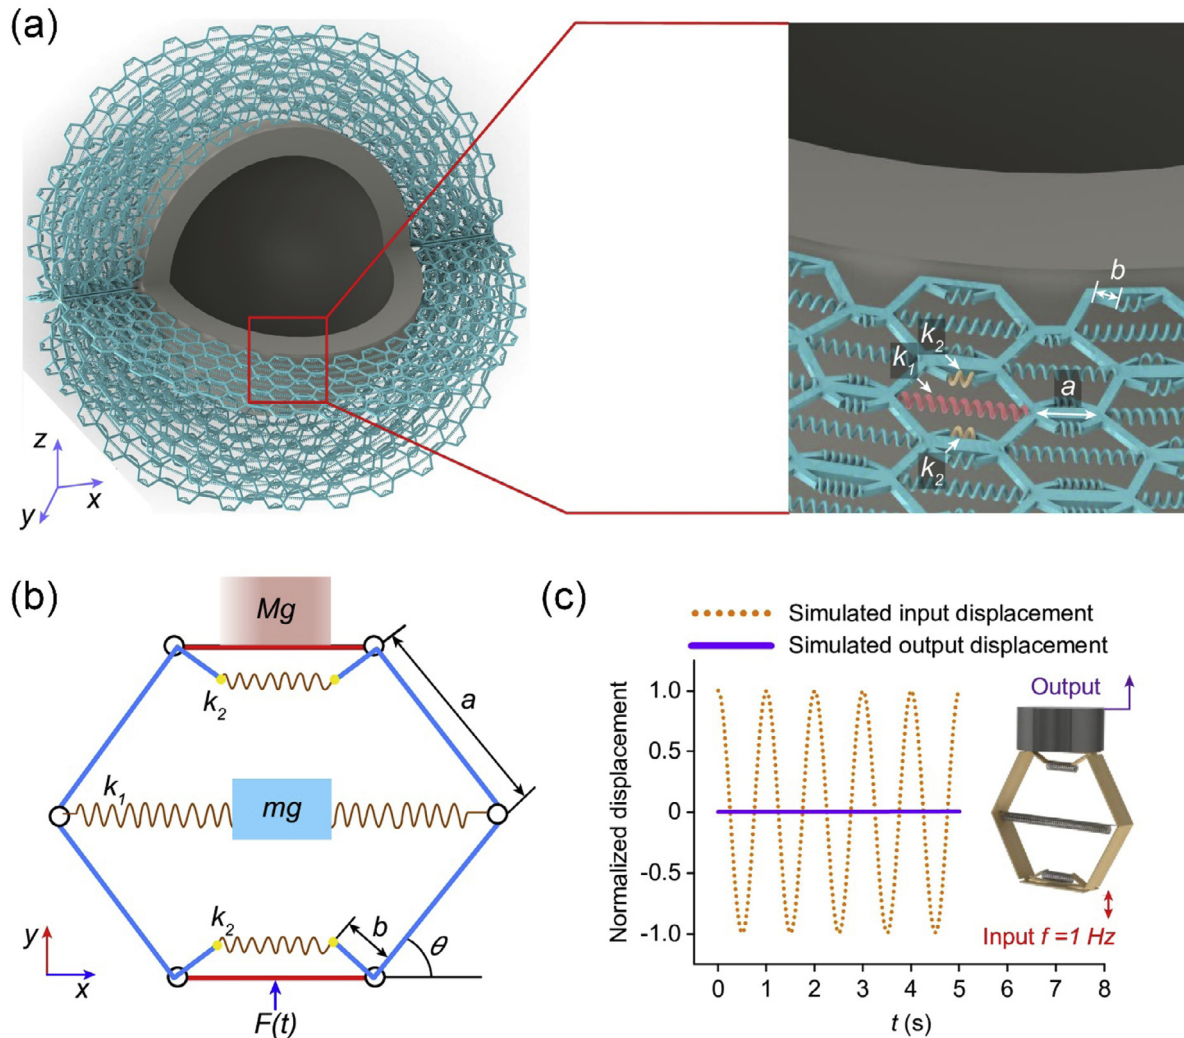 (a)
b
k2
k1
a
k2
z
x
y
(b)
Mg
a
k2
k1
mg
k2
b
θ
y
x
F(t)
(c)
Simulated input displacement
Simulated output displacement
Normalized displacement
1.0
0.5
0
-0.5
-1.0
0 1 2 3 4 5 6 7 8
t (s)
Output
Input f =1 Hz